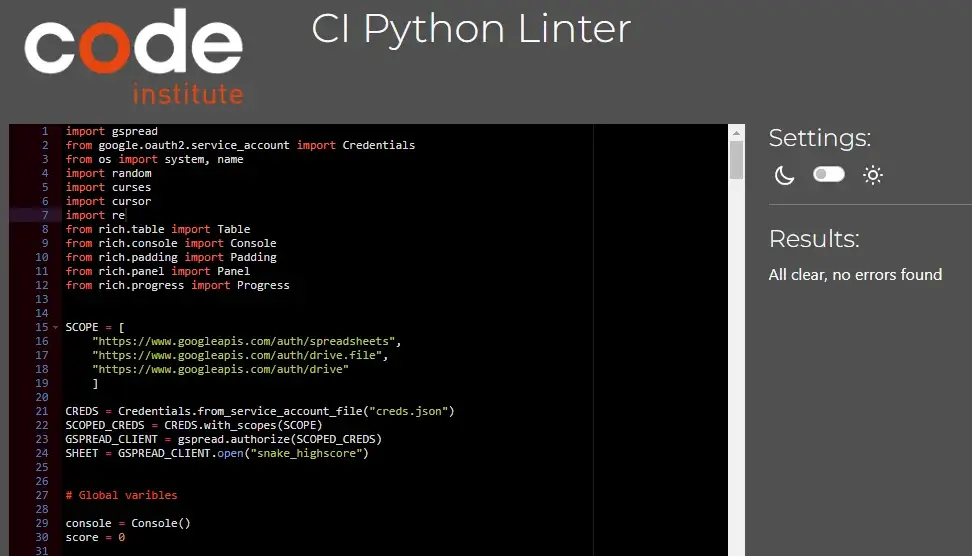 code
institute
CI Python Linter
1 import gspread
2 from google.oauth2.service_account import Credentials
3 from os import system, name
4 import random
5 import curses
6 import cursor
7 import re
8 from rich.table import Table
9 from rich.console import Console
10 from rich.padding import Padding
11 from rich.panel import Panel
12 from rich.progress import Progress
13
14
15 SCOPE = [
16     "https://www.googleapis.com/auth/spreadsheets",
17     "https://www.googleapis.com/auth/drive.file",
18     "https://www.googleapis.com/auth/drive"
19     ]
20
21 CREDS = Credentials.from_service_account_file("creds.json")
22 SCOPED_CREDS = CREDS.with_scopes(SCOPE)
23 GSPREAD_CLIENT = gspread.authorize(SCOPED_CREDS)
24 SHEET = GSPREAD_CLIENT.open("snake_highscore")
25
26
27 # Global varibles
28
29 console = Console()
30 score = 0
31
Settings:
Results:
All clear, no errors found